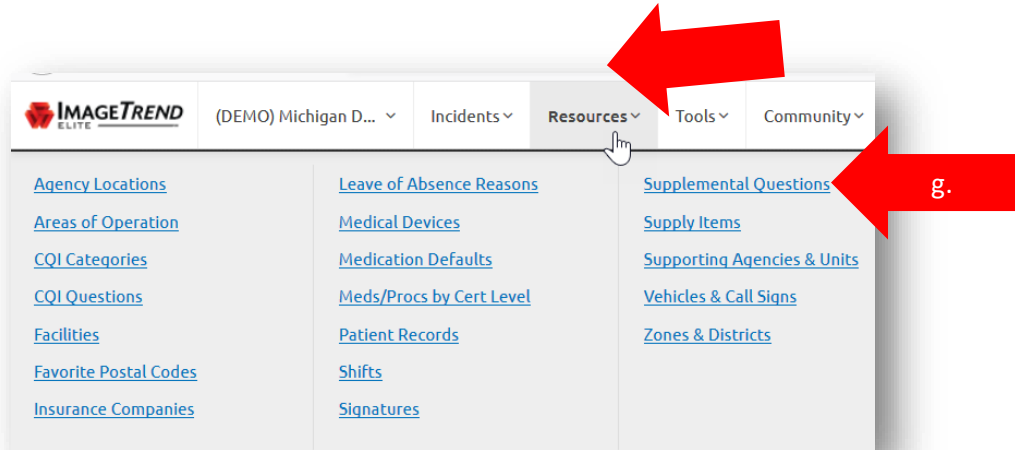 IMAGETREND
ELITE
(DEMO) Michigan D...
Incidents
Resources
Tools
Community
Agency Locations
Areas of Operation
CQI Categories
CQI Questions
Facilities
Favorite Postal Codes
Insurance Companies
Leave of Absence Reasons
Medical Devices
Medication Defaults
Meds/Procs by Cert Level
Patient Records
Shifts
Signatures
Supplemental Questions
Supply Items
Supporting Agencies & Units
Vehicles & Call Signs
Zones & Districts
g.